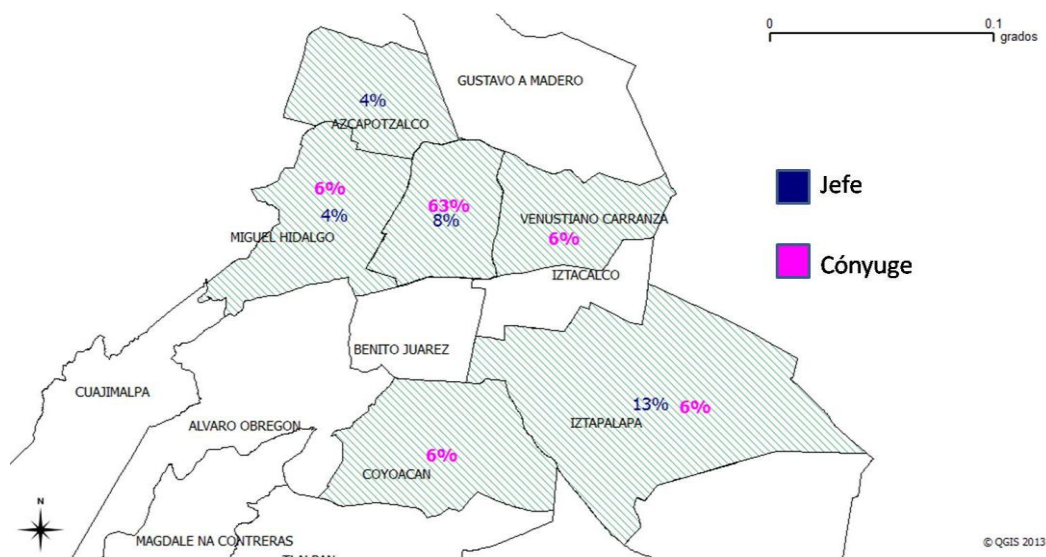 0
0.1
grados
GUSTAVO A MADERO
4%
AZCAPOTZALCO
6%
4%
MIGUEL HIDALGO
63%
8%
VENUSTIANO CARRANZA
6%
Jefe
Cónyuge
IZTACALCO
BENITO JUAREZ
CUAJIMALPA
ALVARO OBREGON
13%
6%
IZTAPALAPA
6%
COYOACAN
N
MAGDALE NA CONTRERAS
TLALPAN
© QGIS 2013